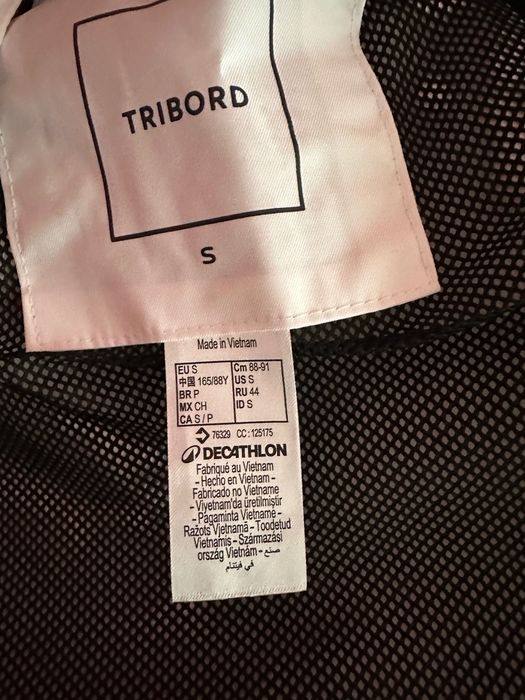 TRIBORD
S
Made in Vietnam
EU S
中国 165/88Y
BR P
MX CH
CA S / P
Cm 88-91
US S
RU 44
ID S
76329 CC : 125175
DECATHLON
Fabriqué au Vietnam
- Hecho en Vietnam -
Fabricado no Vietname
- Viyetnam'da üretilmiştir
- Pagaminta Vietname -
Ražots Vjetnamā - Toodetud
Vietnamis - Származási
ország Vietnám - صنع
في فيتنام